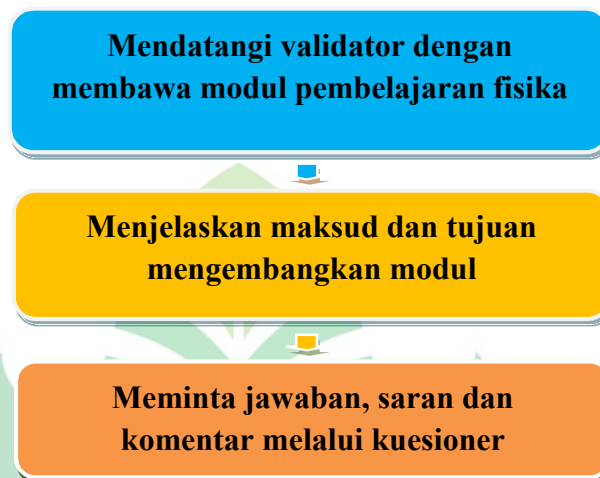 Mendatangi validator dengan
membawa modul pembelajaran fisika
Menjelaskan maksud dan tujuan
mengembangkan modul
Meminta jawaban, saran dan
komentar melalui kuesioner